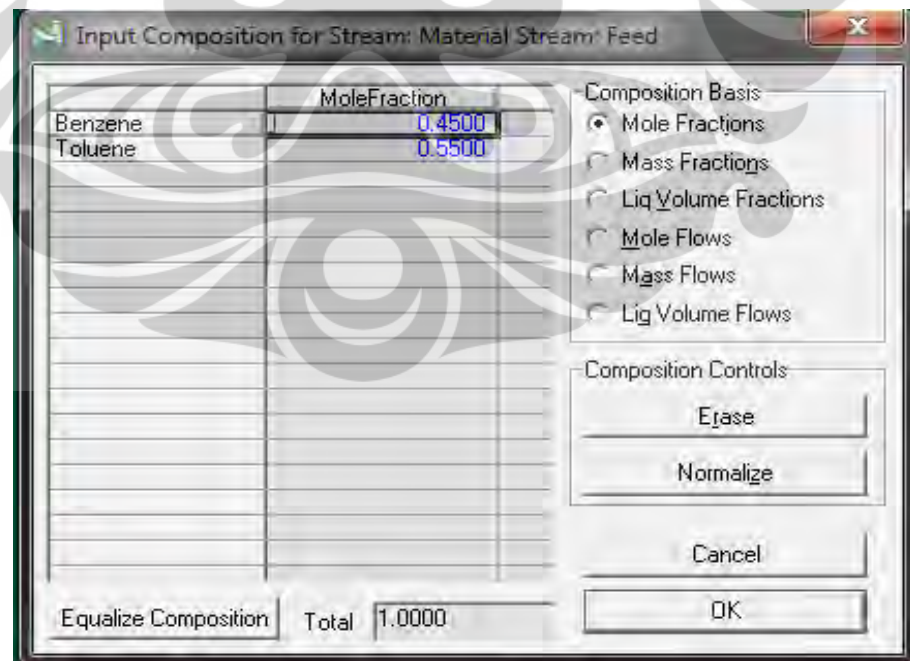 Input Composition for Stream: Material Stream: Feed
MoleFraction
Benzene 0.4500
Toluene 0.5500
Composition Basis
Mole Fractions
Mass Fractions
Liq Volume Fractions
Mole Flows
Mass Flows
Liq Volume Flows
Composition Controls
Erase
Normalize
Cancel
Equalize Composition Total 1.0000
OK